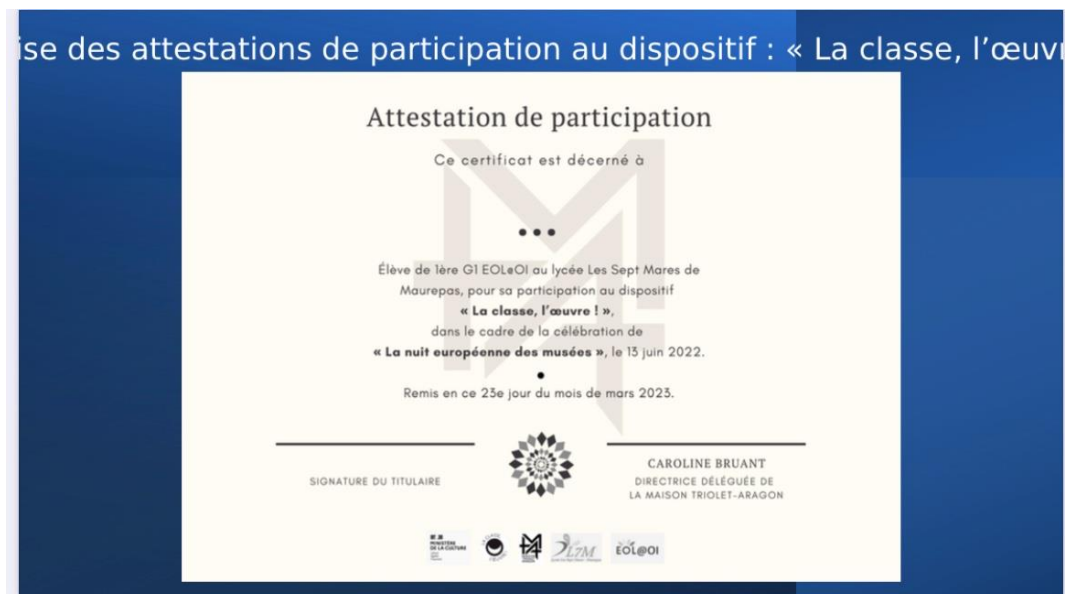 ise des attestations de participation au dispositif : « La classe, l’œuvr
Attestation de participation
Ce certificat est décerné à
•••
Élève de 1ère G1 EOL@OI au lycée Les Sept Mares de
Maurepas, pour sa participation au dispositif
« La classe, l’œuvre ! »,
dans le cadre de la célébration de
« La nuit européenne des musées », le 13 juin 2022.
•
Remis en ce 23e jour du mois de mars 2023.
SIGNATURE DU TITULAIRE
CAROLINE BRUANT
DIRECTRICE DÉLÉGUÉE DE
LA MAISON TRIOLET-ARAGON
MINISTÈRE
DE LA CULTURE
L7M
EOL@OI